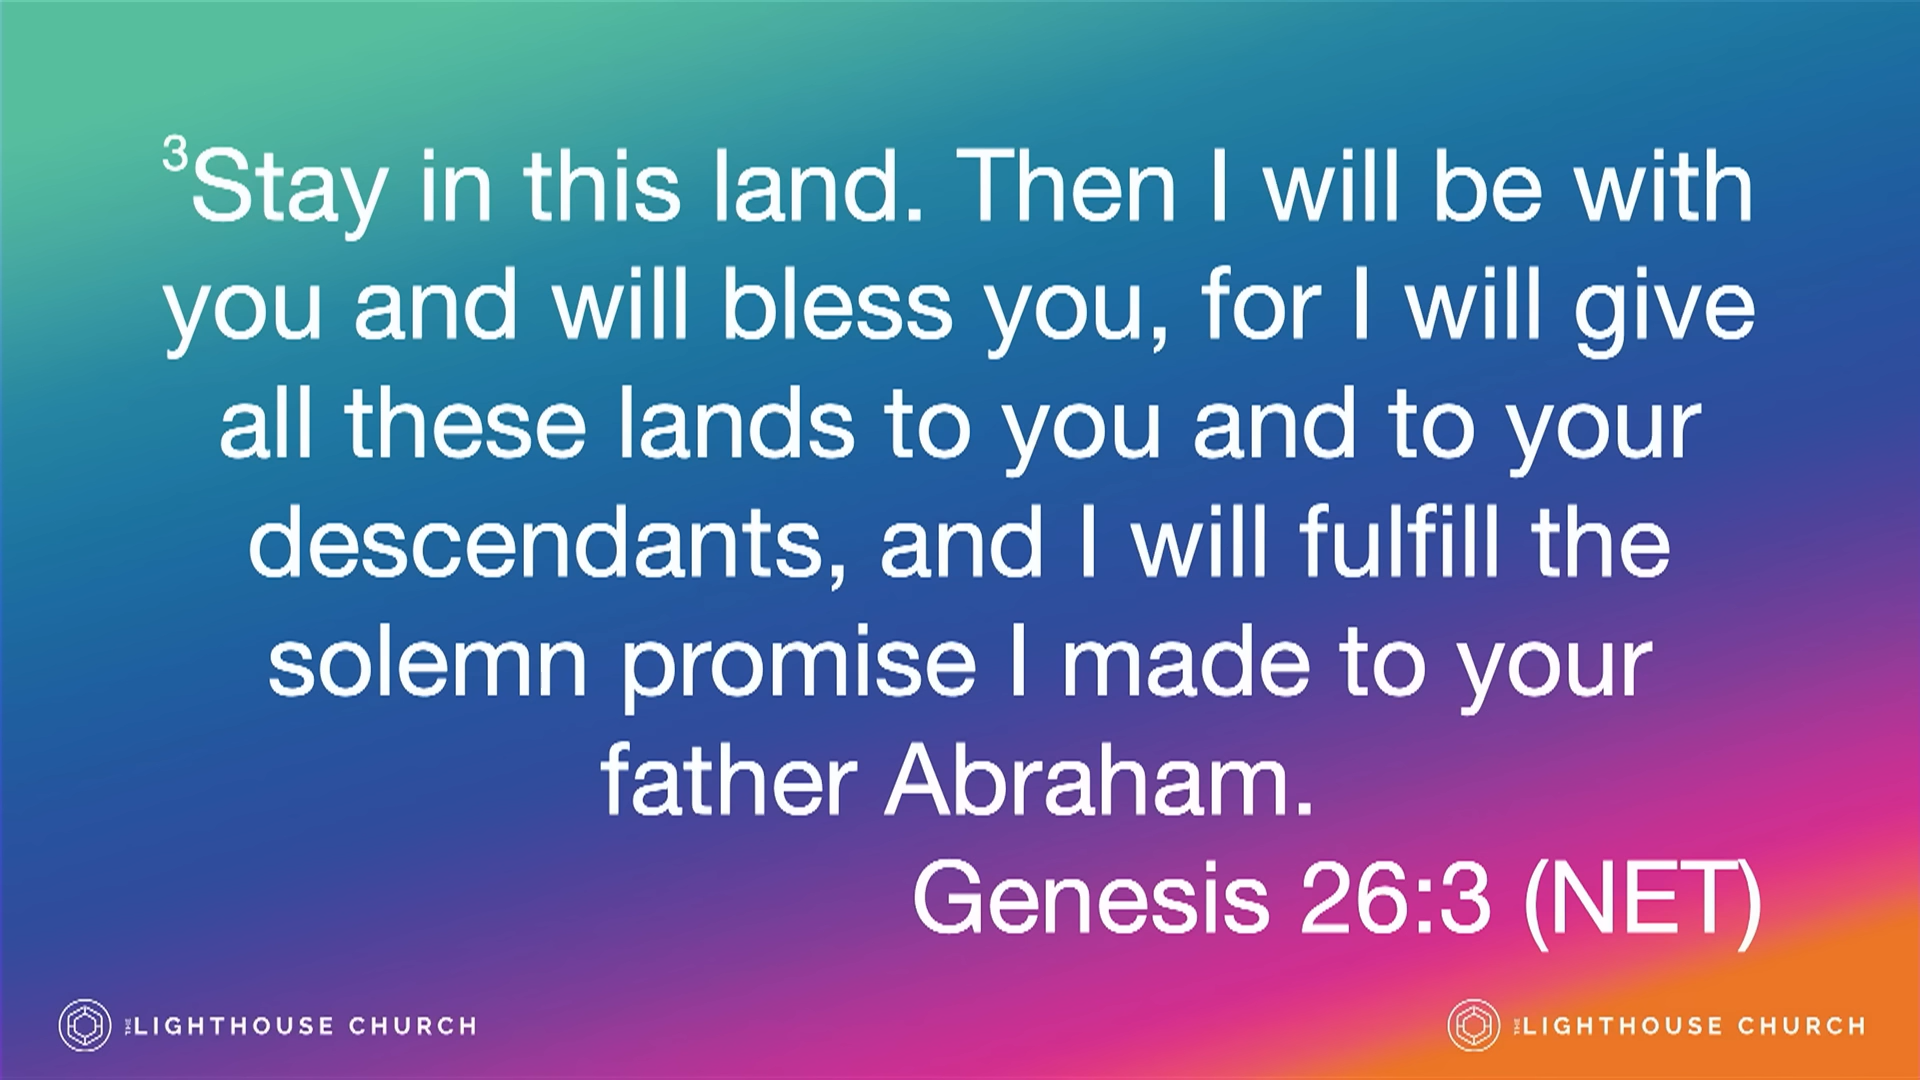 ³Stay in this land. Then I will be with
you and will bless you, for I will give
all these lands to you and to your
descendants, and I will fulfill the
solemn promise I made to your
father Abraham.
Genesis 26:3 (NET)
THE LIGHTHOUSE CHURCH
THE LIGHTHOUSE CHURCH